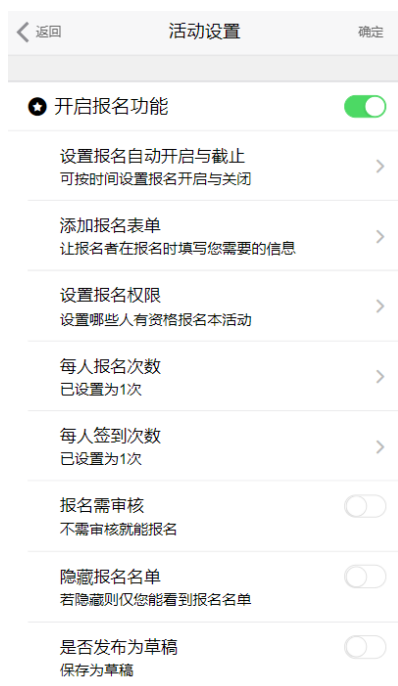 返回 活动设置 确定
开启报名功能
设置报名自动开启与截止
可按时间设置报名开启与关闭
添加报名表单
让报名者在报名时填写您需要的信息
设置报名权限
设置哪些人有资格报名本活动
每人报名次数
已设置为1次
每人签到次数
已设置为1次
报名需审核
不需审核就能报名
隐藏报名名单
若隐藏则仅您能看到报名名单
是否发布为草稿
保存为草稿